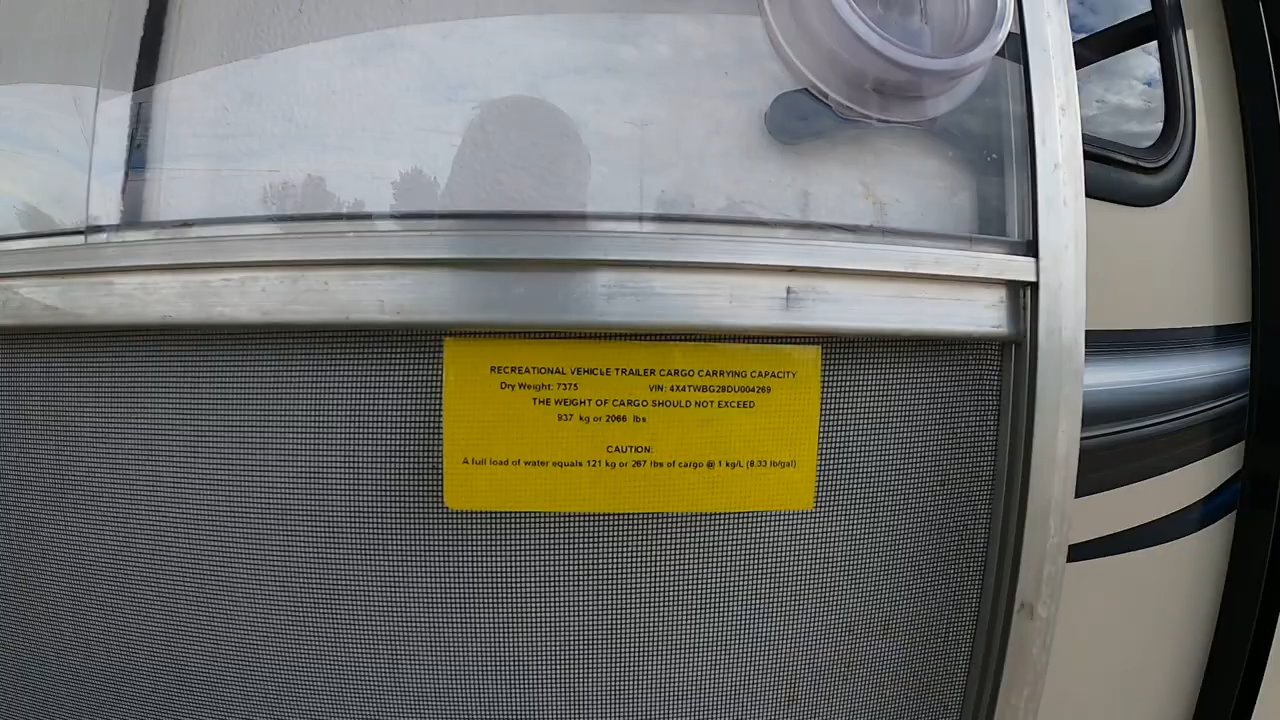 RECREATIONAL VEHICLE TRAILER CARGO CARRYING CAPACITY
Dry Weight: 7375 VIN: 4X4TWBG28DU004269
THE WEIGHT OF CARGO SHOULD NOT EXCEED
937 kg or 2066 lbs
CAUTION:
A full load of water equals 121 kg or 267 lbs of cargo @ 1 kg/L (8.33 lb/gal)